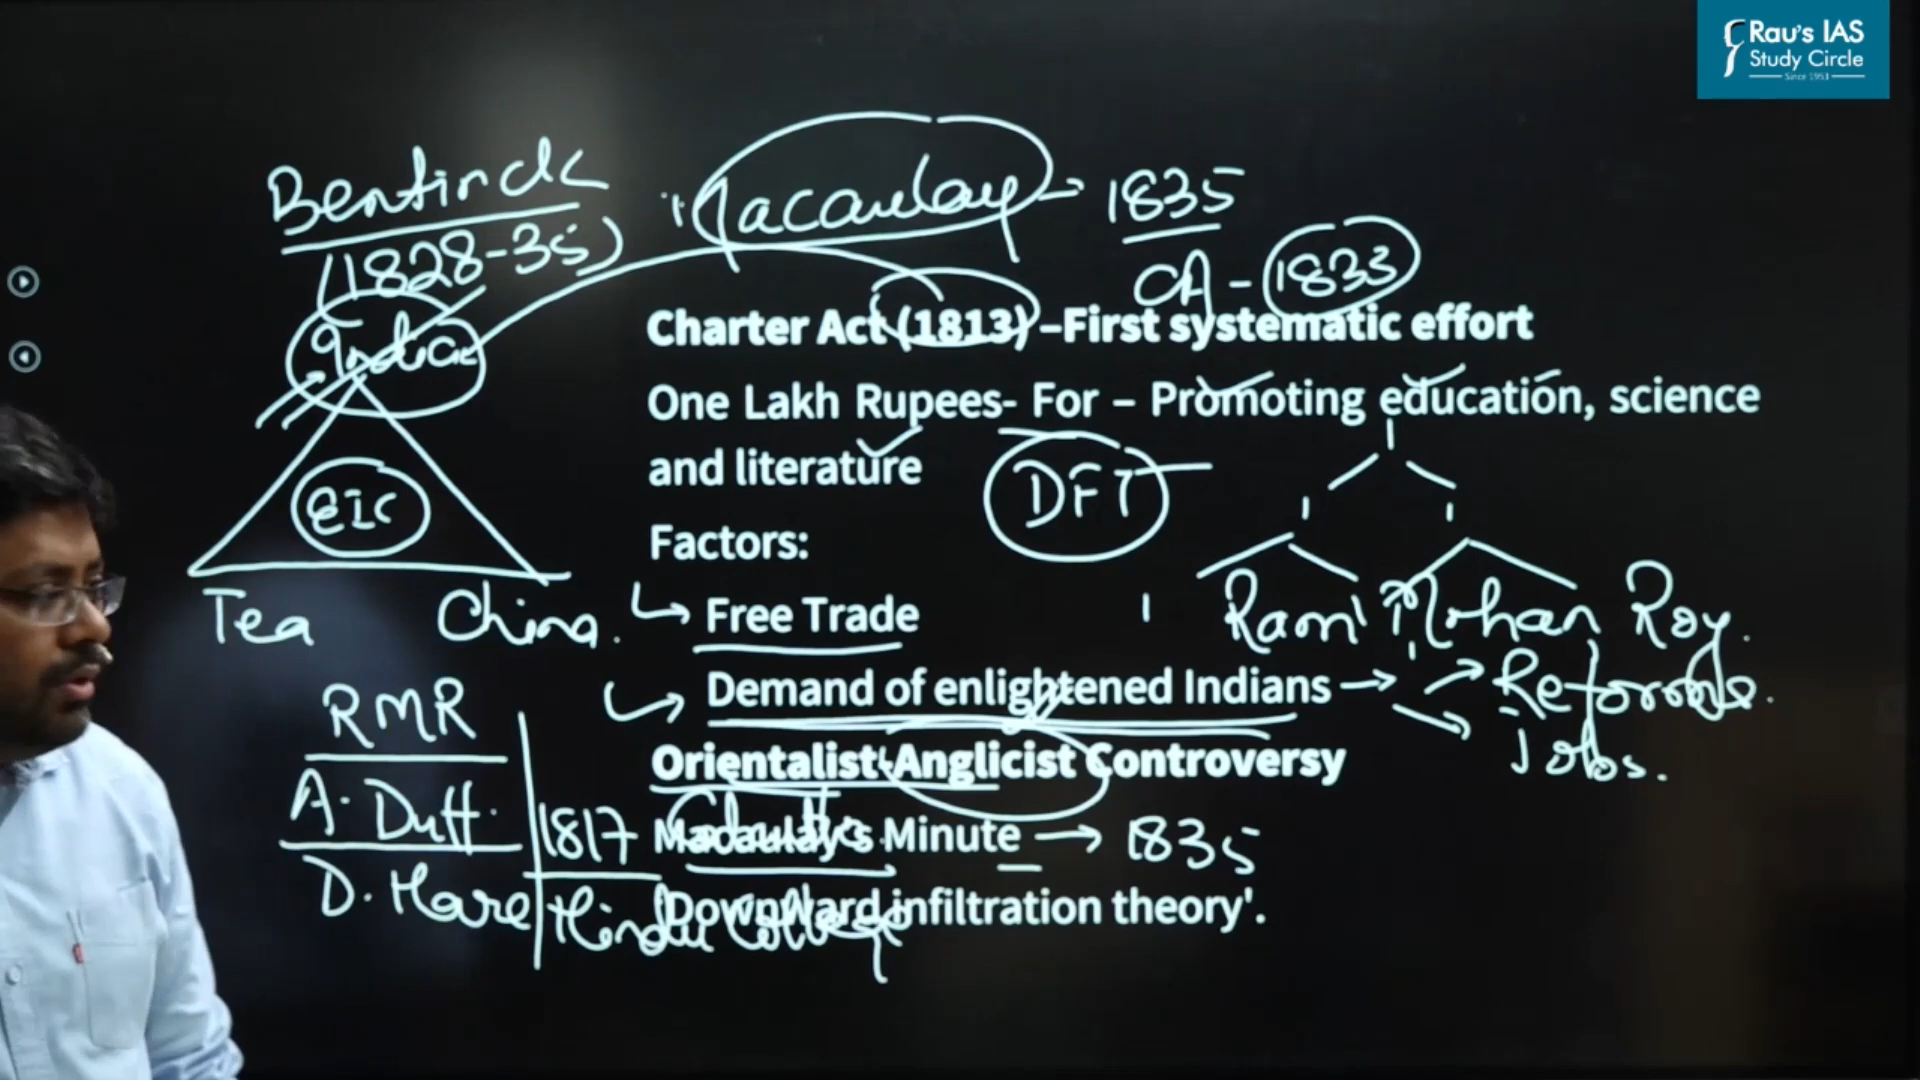 Rau's IAS
Study Circle
Since 1953
Bentinck
(1828-35)
Macaulay - 1835
CA - 1833
India
EIC
Tea China.
Charter Act (1813) –First systematic effort
One Lakh Rupees- For – Promoting education, science
and literature
DFT
Factors:
Free Trade
Ram Mohan Roy.
Demand of enlightened Indians →
Reforms.
Jobs.
Orientalist-Anglicist Controversy
Macaulay's Minute → 1835
'Downward infiltration theory'.
RMR
A. Duff.
D. Hare
1817 Calcutta
Hindu College